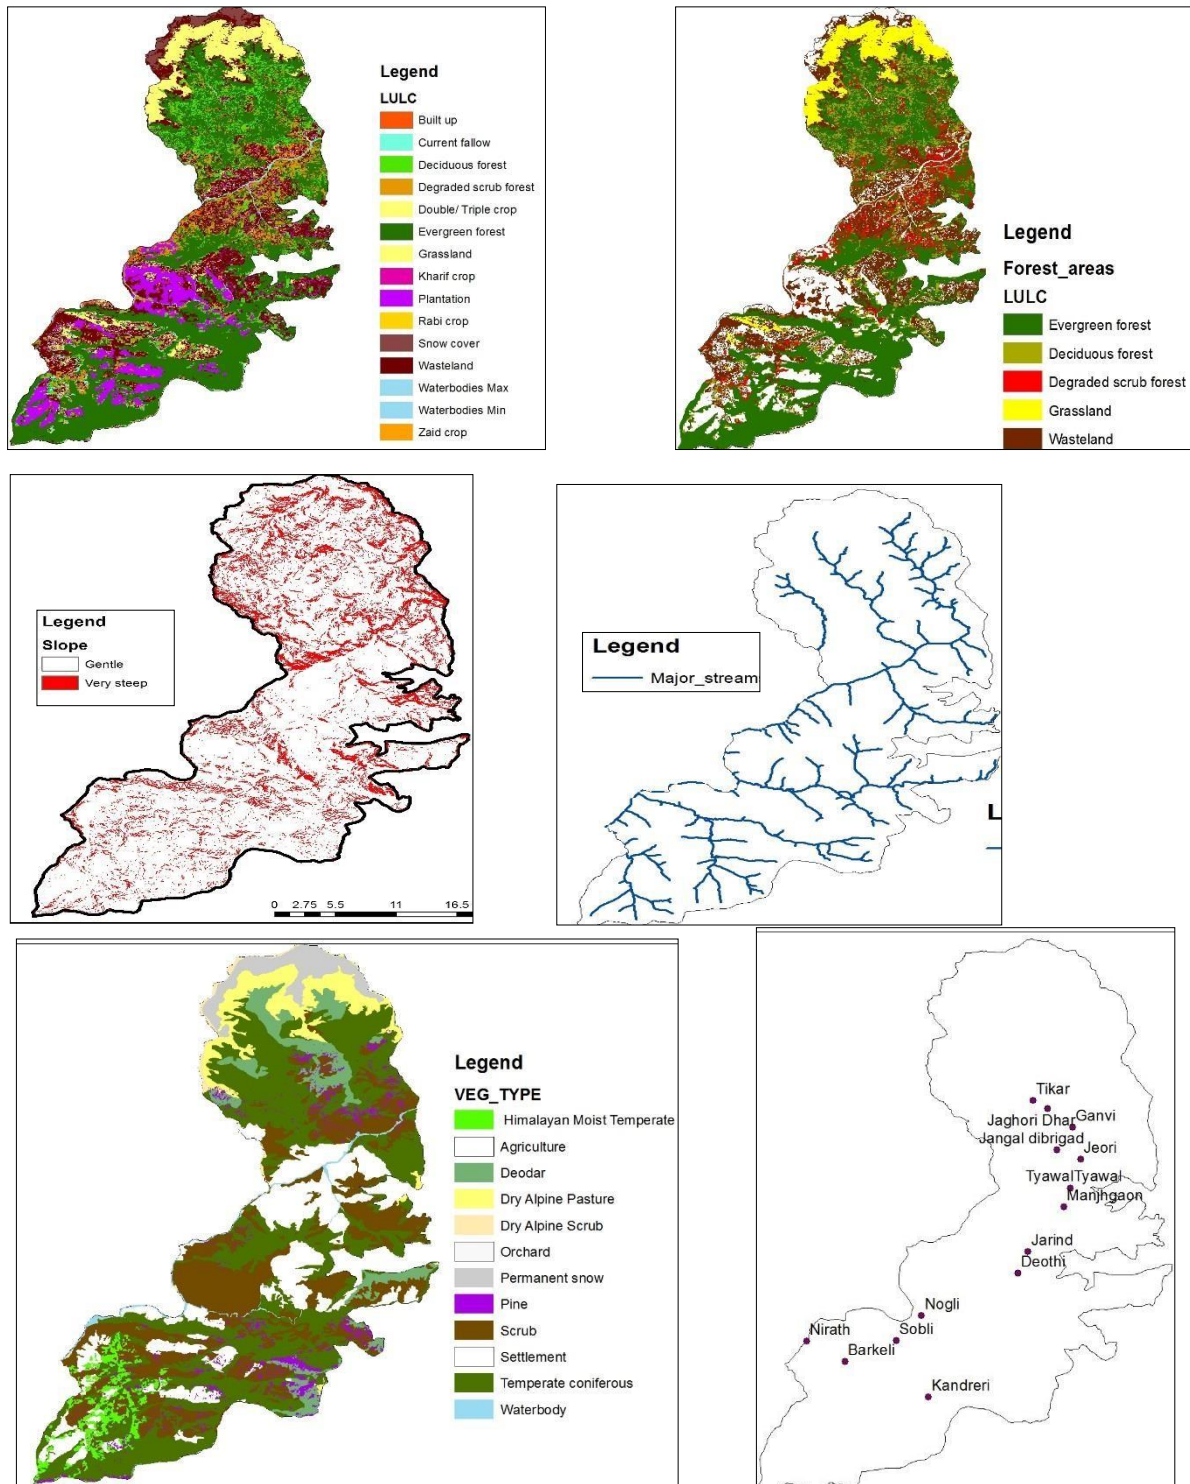 Legend
LULC
Built up
Current fallow
Deciduous forest
Degraded scrub forest
Double/ Triple crop
Evergreen forest
Grassland
Kharif crop
Plantation
Rabi crop
Snow cover
Wasteland
Waterbodies Max
Waterbodies Min
Zaid crop
Legend
Forest_areas
LULC
Evergreen forest
Deciduous forest
Degraded scrub forest
Grassland
Wasteland
Legend
Slope
Gentle
Very steep
0 2.75 5.5 11 16.5
Legend
Major_stream
L
Legend
VEG_TYPE
Himalayan Moist Temperate
Agriculture
Deodar
Dry Alpine Pasture
Dry Alpine Scrub
Orchard
Permanent snow
Pine
Scrub
Settlement
Temperate coniferous
Waterbody
Tikar
Jaghori Dhar
Ganvi
Jangal dibrigad
Jeori
TyawalTyawal
Manjhgaon
Jarind
Deothi
Nogli
Nirath
Sobli
Barkeli
Kandreri